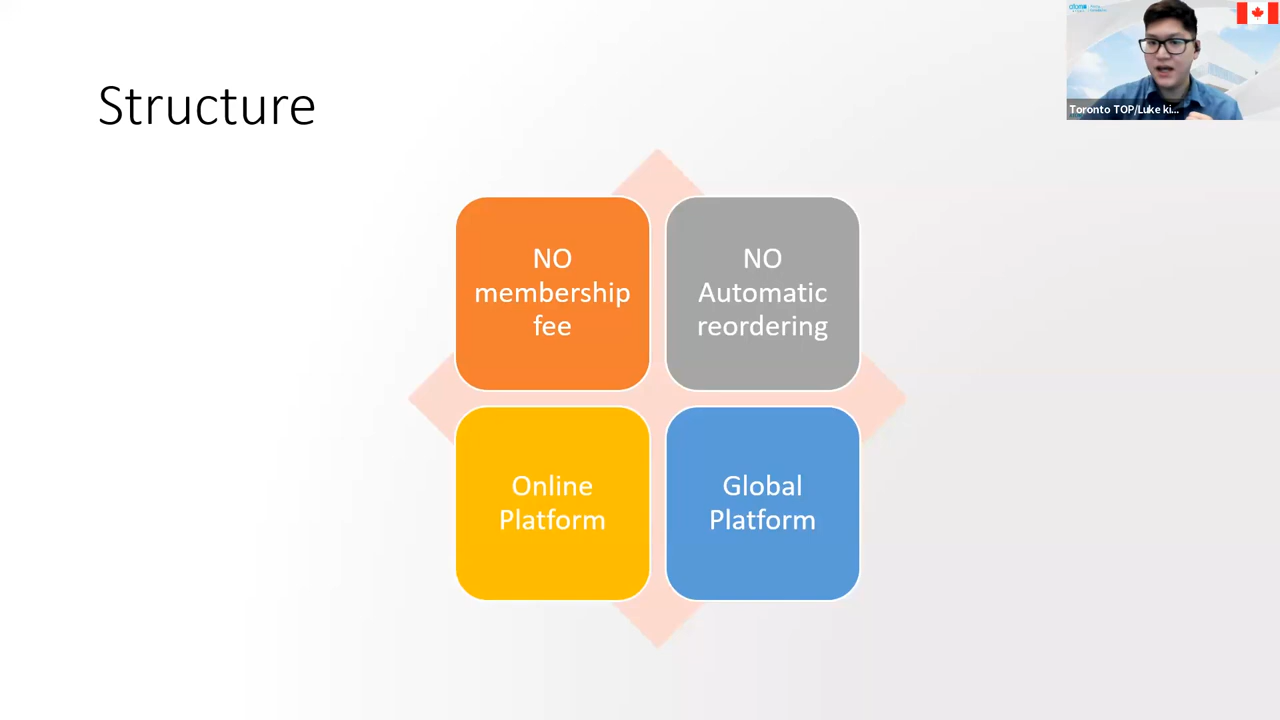 Structure
Toronto TOP/Luke ki...
NO
membership
fee
NO
Automatic
reordering
Online
Platform
Global
Platform